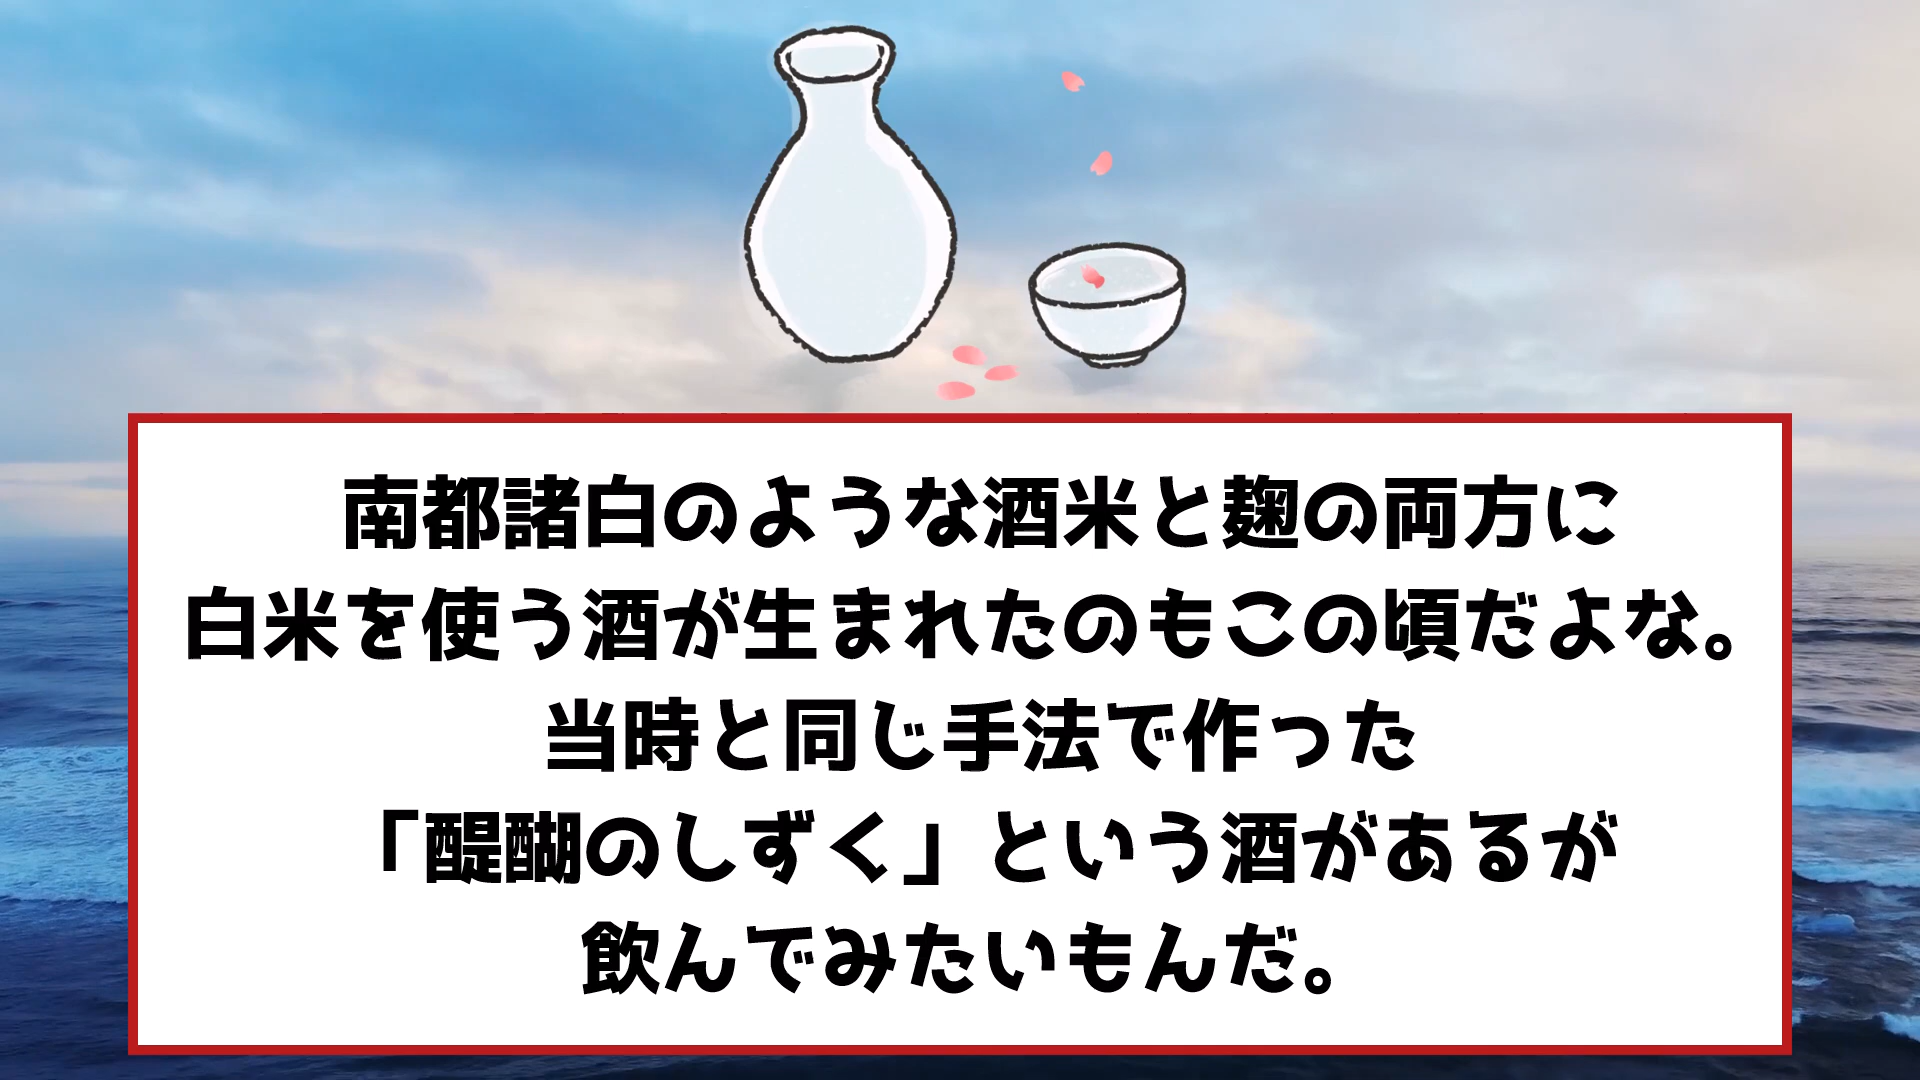 南都諸白のような酒米と麹の両方に
白米を使う酒が生まれたのもこの頃だよな。
当時と同じ手法で作った
「醍醐のしずく」という酒があるが
飲んでみたいもんだ。